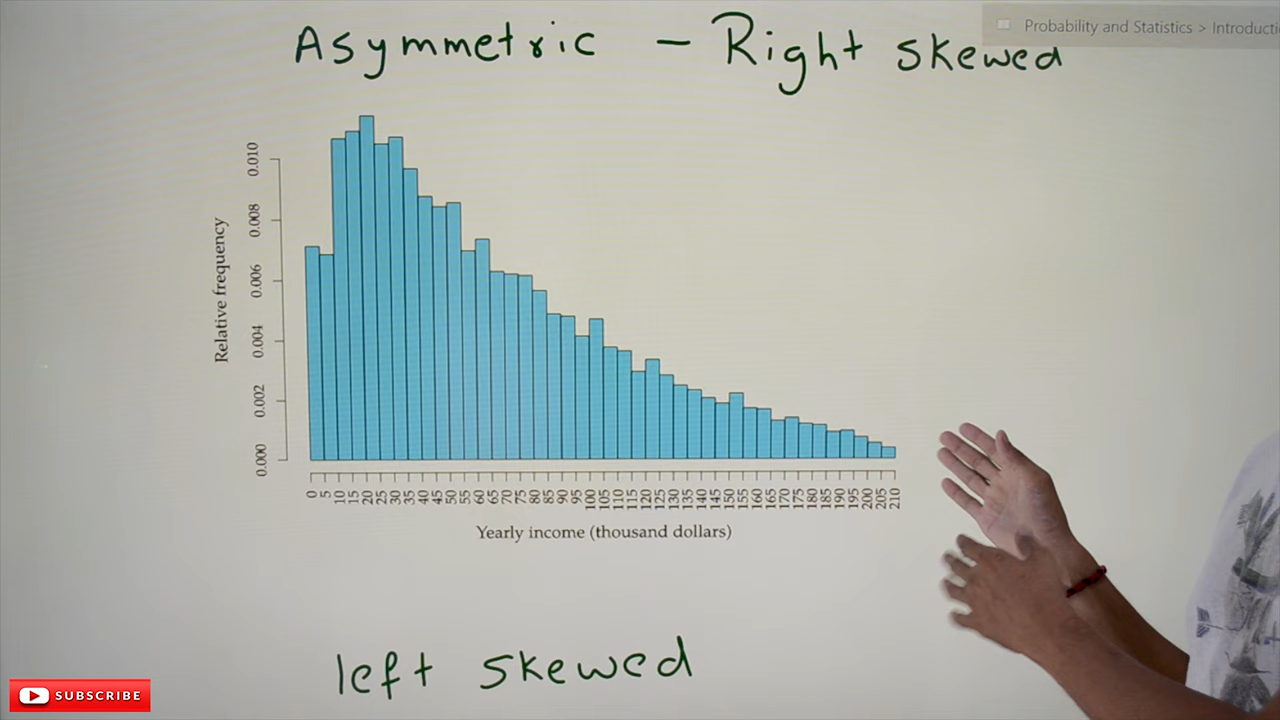 Probability and Statistics > Introducti
Asymmetric – Right skewed
Relative frequency
0.010
0.008
0.006
0.004
0.002
0.000
0 5 10 15 20 25 30 35 40 45 50 55 60 65 70 75 80 85 90 95 100 105 110 115 120 125 130 135 140 145 150 155 160 165 170 175 180 185 190 195 200 205 210
Yearly income (thousand dollars)
left skewed
SUBSCRIBE